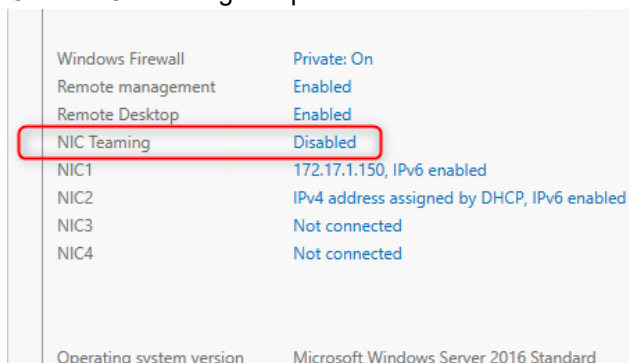 Windows Firewall Private: On
Remote management Enabled
Remote Desktop Enabled
NIC Teaming Disabled
NIC1 172.17.1.150, IPv6 enabled
NIC2 IPv4 address assigned by DHCP, IPv6 enabled
NIC3 Not connected
NIC4 Not connected
Operating system version Microsoft Windows Server 2016 Standard